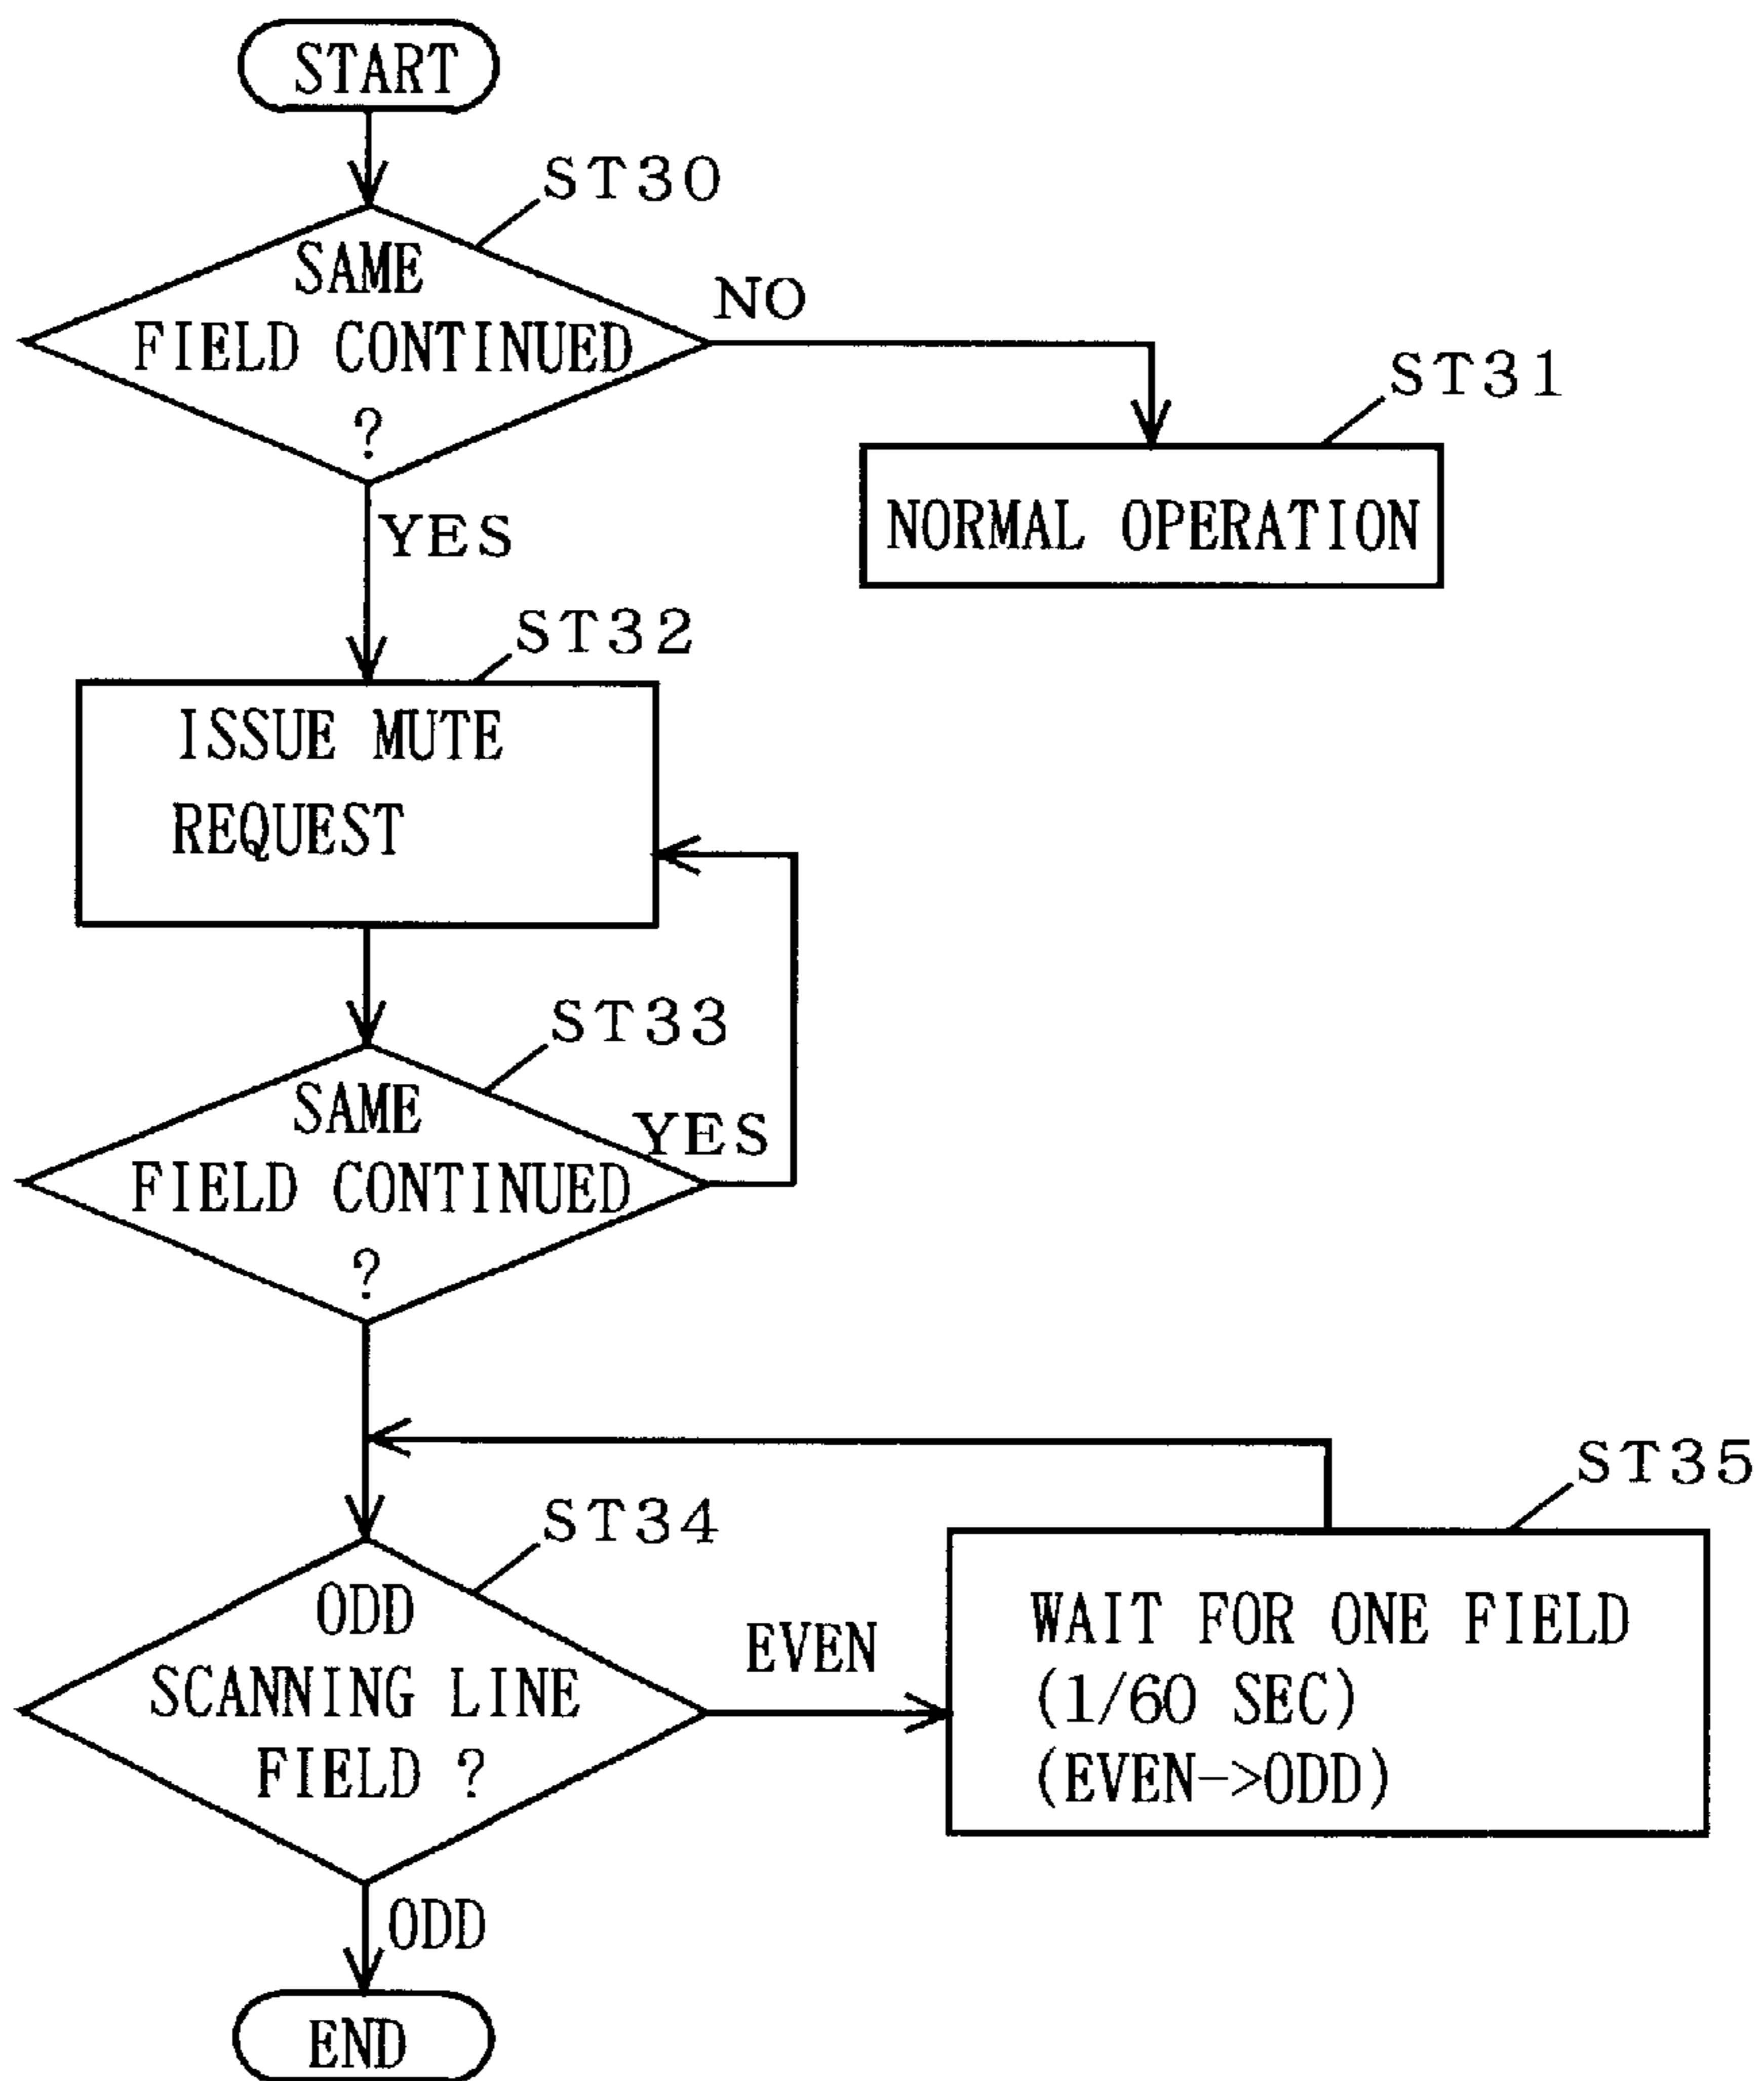 START
ST30
SAME
FIELD CONTINUED
?
NO
ST31
NORMAL OPERATION
YES
ST32
ISSUE MUTE
REQUEST
ST33
SAME
FIELD CONTINUED
?
YES
ST34
ODD
SCANNING LINE
FIELD ?
EVEN
ST35
WAIT FOR ONE FIELD
(1/60 SEC)
(EVEN->ODD)
ODD
END